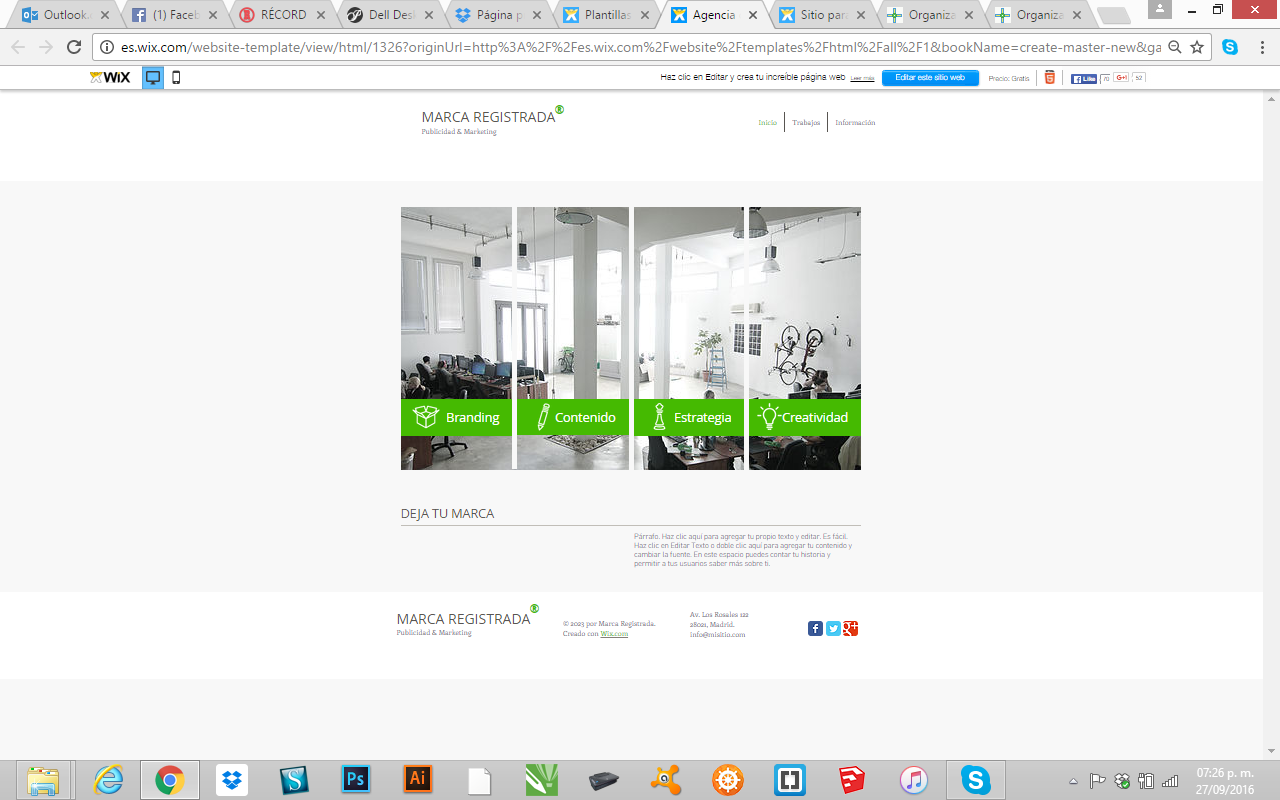 Outlook.
(1) Faceb
RÉCORD
Dell Des
Página p
Plantillas
Agencia
Sitio par
Organiza
Organiza
es.wix.com/website-template/view/html/1326?originUrl=http%3A%2F%2Fes.wix.com%2Fwebsite%2Ftemplates%2Fhtml%2Fall%2F1&bookName=create-master-new&ga
WiX
Haz clic en Editar y crea tu increíble página web Leer más
Editar este sitio web
Precio: Gratis
Like
70
G+1
52
MARCA REGISTRADA®
Publicidad & Marketing
Inicio
Trabajos
Información
Branding
Contenido
Estrategia
Creatividad
DEJA TU MARCA
Párrafo. Haz clic aquí para agregar tu propio texto y editar. Es fácil.
Haz clic en Editar Texto o doble clic aquí para agregar tu contenido y
cambiar la fuente. En este espacio puedes contar tu historia y
permitir a tus usuarios saber más sobre ti.
MARCA REGISTRADA®
Publicidad & Marketing
© 2023 por Marca Registrada.
Creado con Wix.com
Av. Los Rosales 122
28021, Madrid.
info@misitio.com
Ps
Ai
07:26 p. m.
27/09/2016